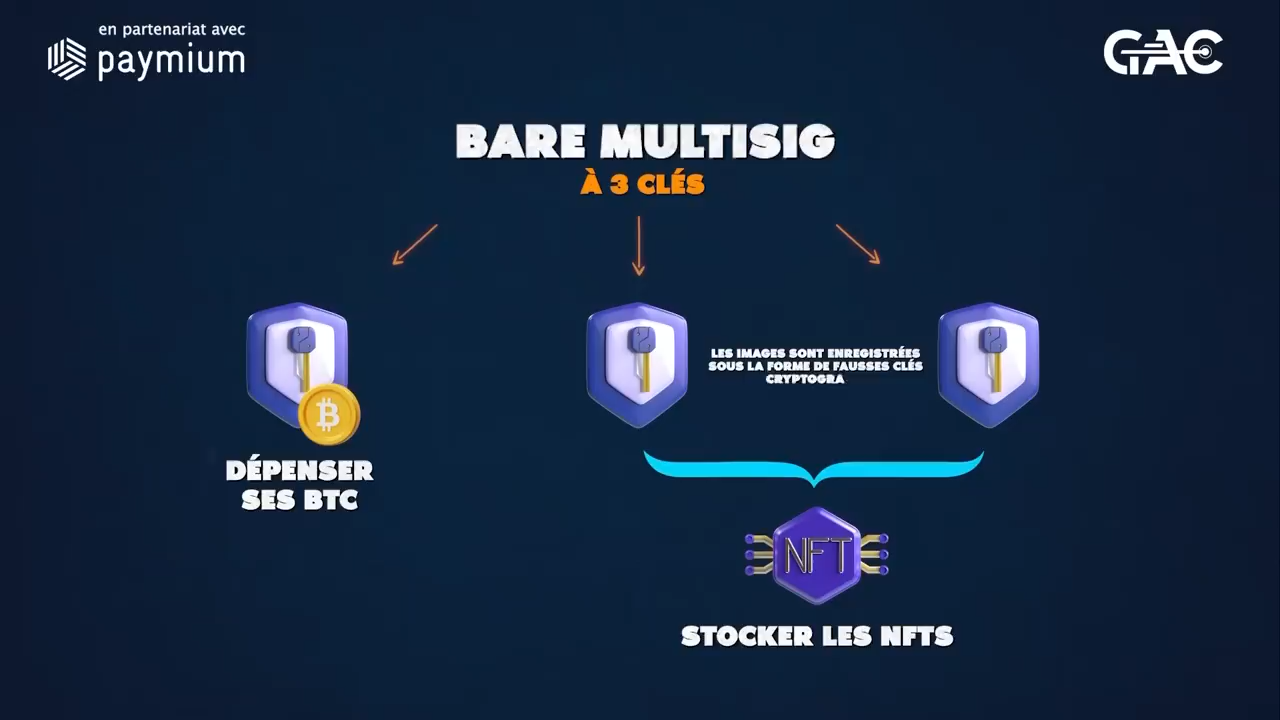 en partenariat avec
paymium
GAC
BARE MULTISIG
À 3 CLÉS
LES IMAGES SONT ENREGISTRÉES
SOUS LA FORME DE FAUSSES CLÉS
CRYPTOGRA
DÉPENSER
SES BTC
NFT
STOCKER LES NFTS